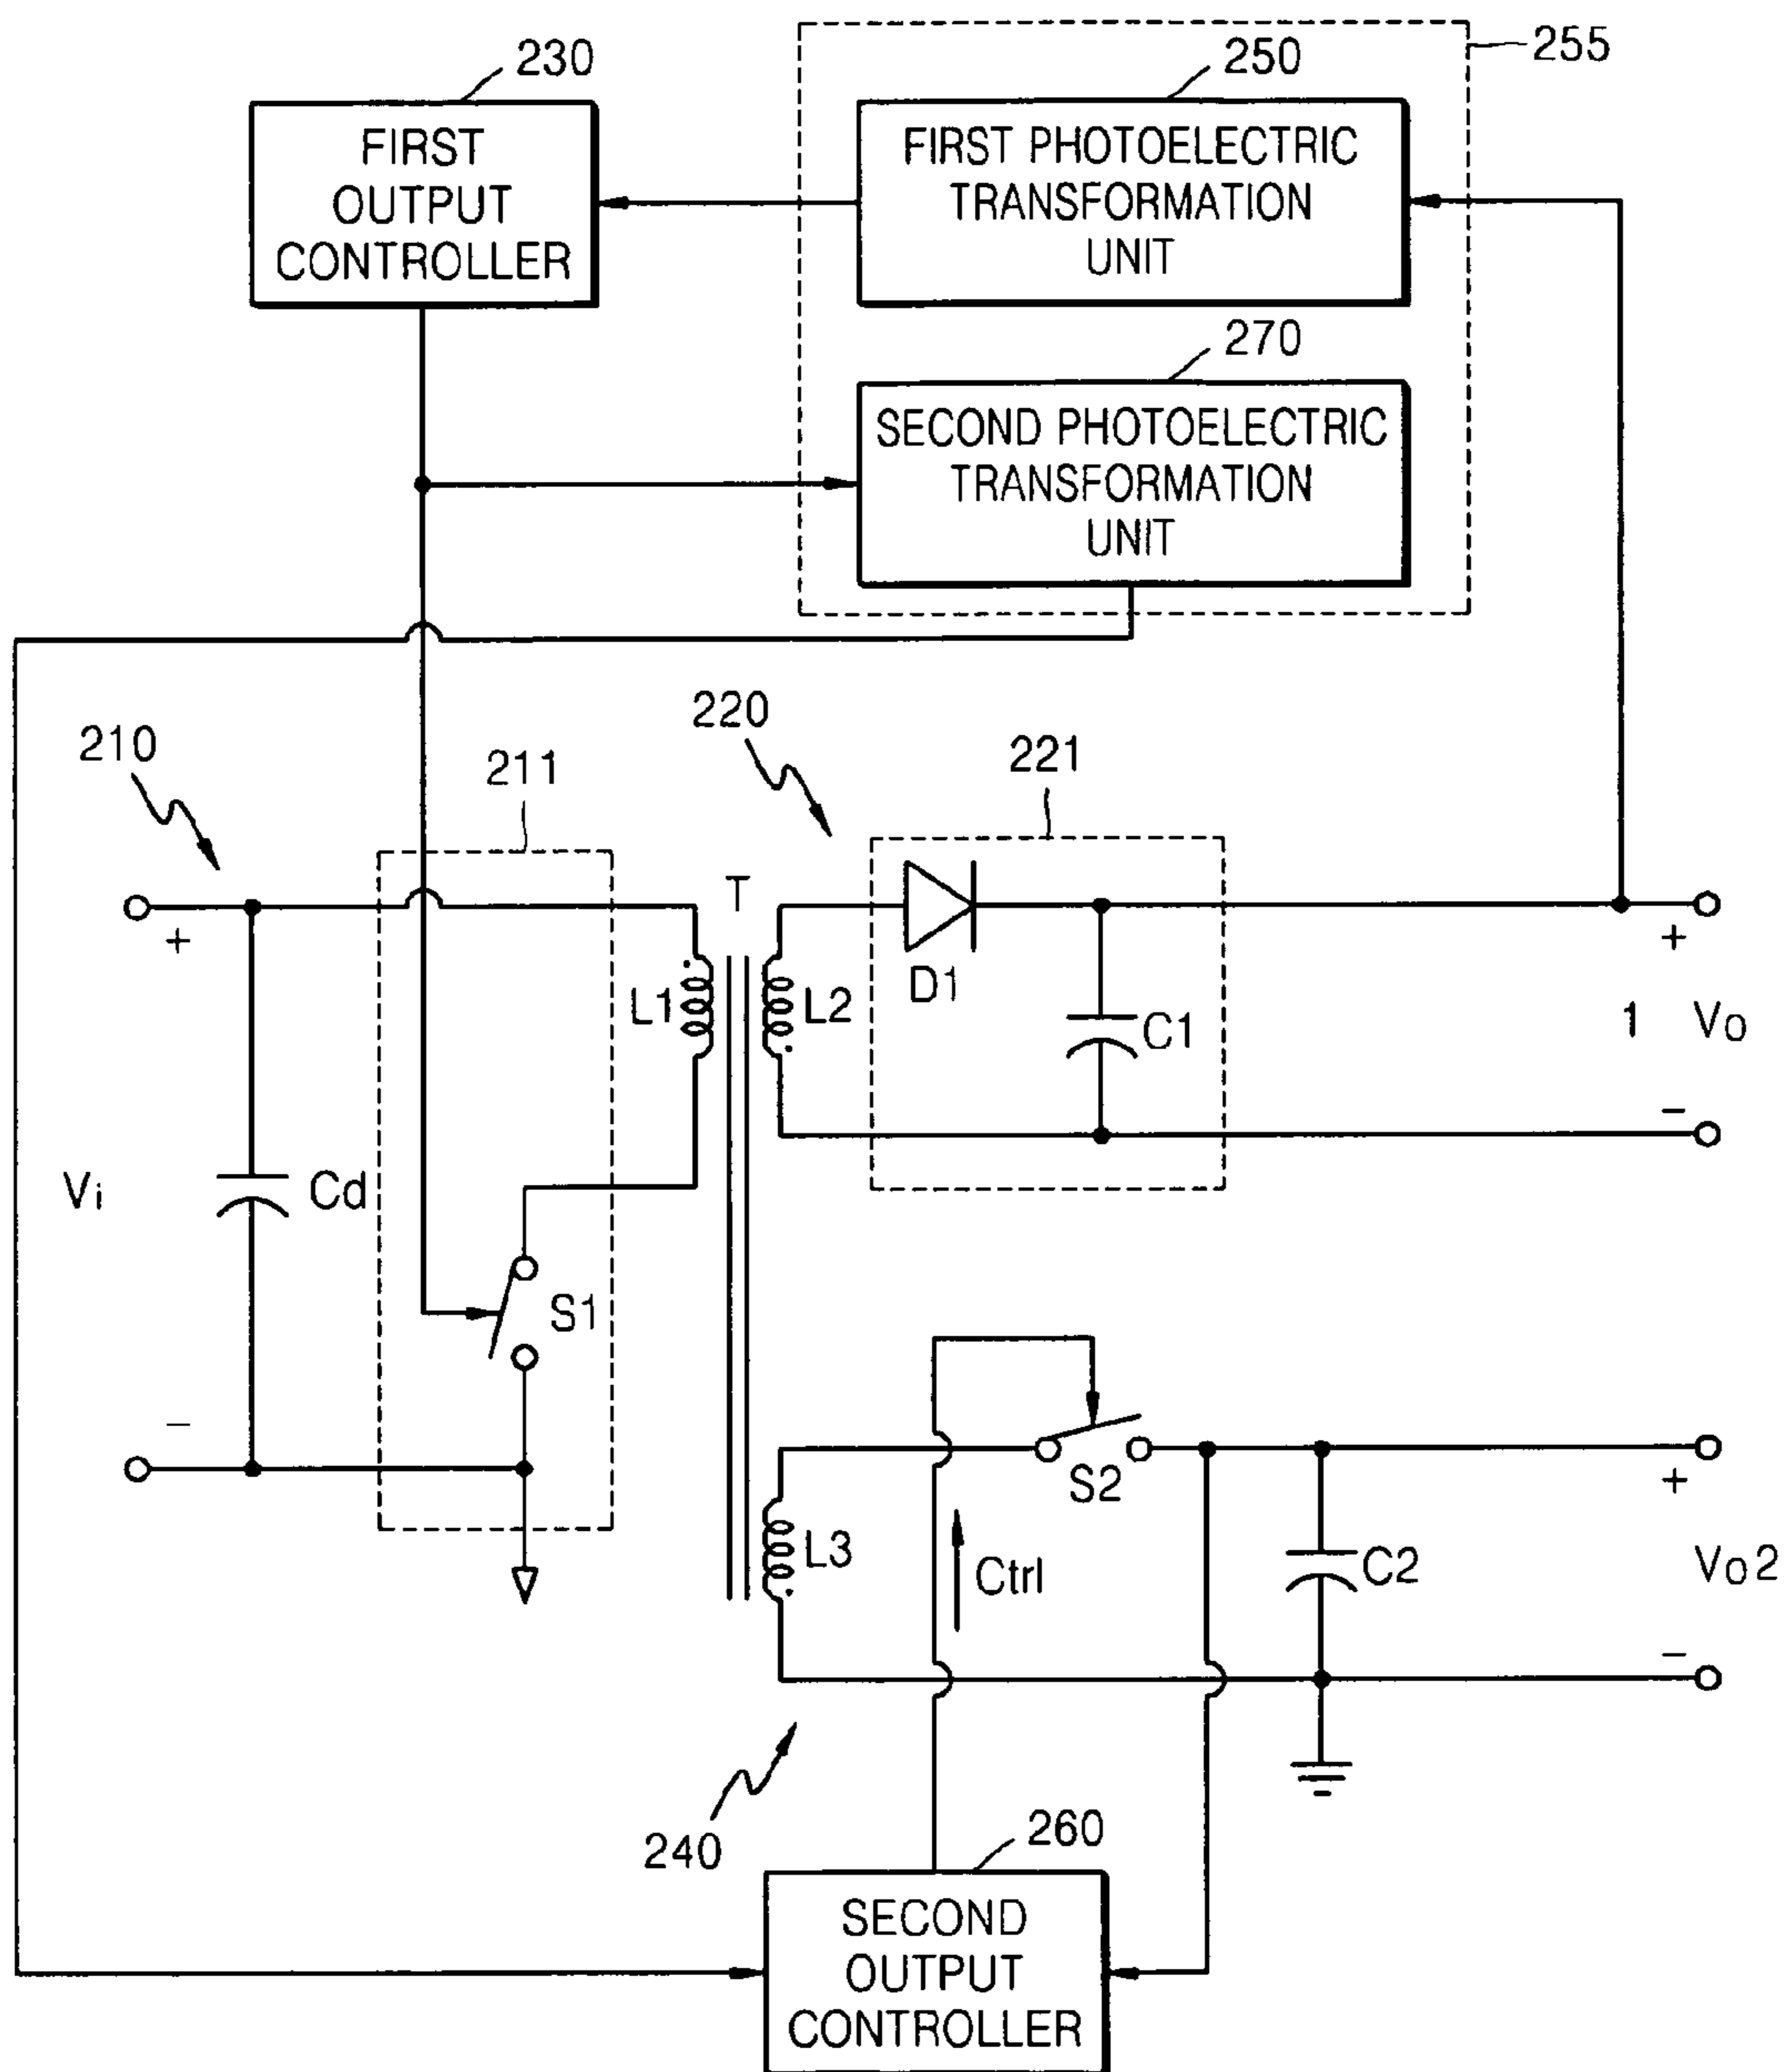 230
250
255
FIRST
OUTPUT
CONTROLLER
FIRST PHOTOELECTRIC
TRANSFORMATION
UNIT
270
SECOND PHOTOELECTRIC
TRANSFORMATION
UNIT
210
211
220
221
T
+
D1
+
L1
L2
C1
1 Vo
−
Vi
Cd
S1
−
S2
+
L3
Ctrl
C2
Vo2
−
240
260
SECOND
OUTPUT
CONTROLLER